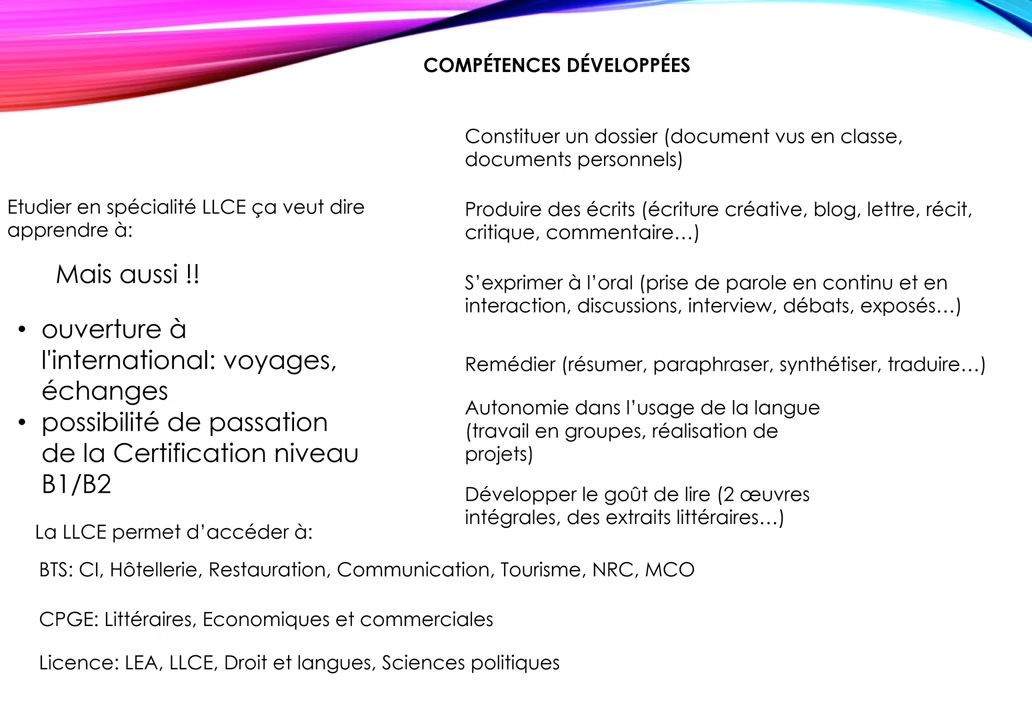 COMPÉTENCES DÉVELOPPÉES
Etudier en spécialité LLCE ça veut dire
apprendre à:
Constituer un dossier (document vus en classe,
documents personnels)
Produire des écrits (écriture créative, blog, lettre, récit,
critique, commentaire…)
S’exprimer à l’oral (prise de parole en continu et en
interaction, discussions, interview, débats, exposés…)
Remédier (résumer, paraphraser, synthétiser, traduire…)
Autonomie dans l’usage de la langue
(travail en groupes, réalisation de
projets)
Développer le goût de lire (2 œuvres
intégrales, des extraits littéraires…)
Mais aussi !!
• ouverture à
l'international: voyages,
échanges
• possibilité de passation
de la Certification niveau
B1/B2
La LLCE permet d’accéder à:
BTS: CI, Hôtellerie, Restauration, Communication, Tourisme, NRC, MCO
CPGE: Littéraires, Economiques et commerciales
Licence: LEA, LLCE, Droit et langues, Sciences politiques